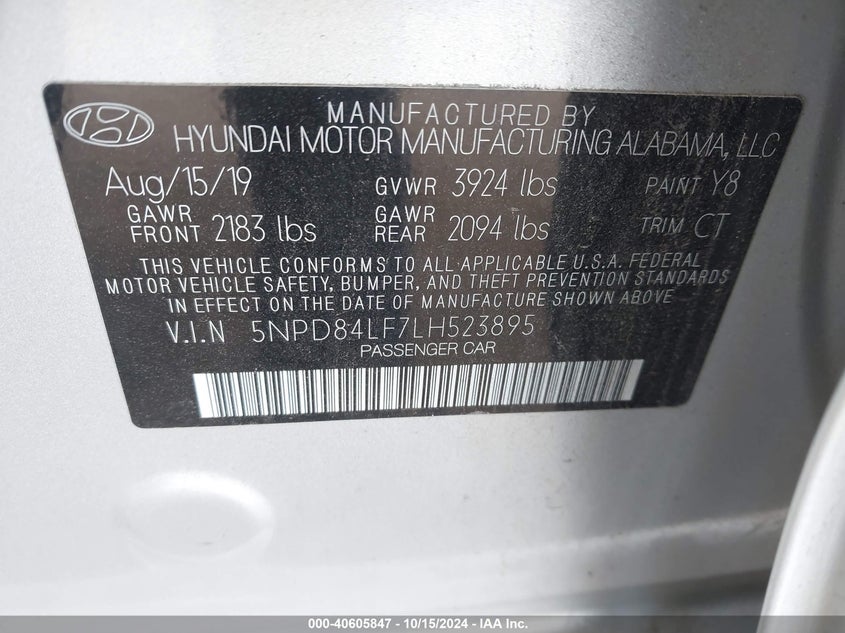 MANUFACTURED BY
HYUNDAI MOTOR MANUFACTURING ALABAMA, LLC
Aug/15/19 GVWR 3924 lbs PAINT Y8
GAWR FRONT 2183 lbs GAWR REAR 2094 lbs TRIM CT
THIS VEHICLE CONFORMS TO ALL APPLICABLE U.S.A. FEDERAL
MOTOR VEHICLE SAFETY, BUMPER, AND THEFT PREVENTION STANDARDS
IN EFFECT ON THE DATE OF MANUFACTURE SHOWN ABOVE.
V.I.N 5NPD84LF7LH523895
PASSENGER CAR
000-40605847 - 10/15/2024 - IAA Inc.